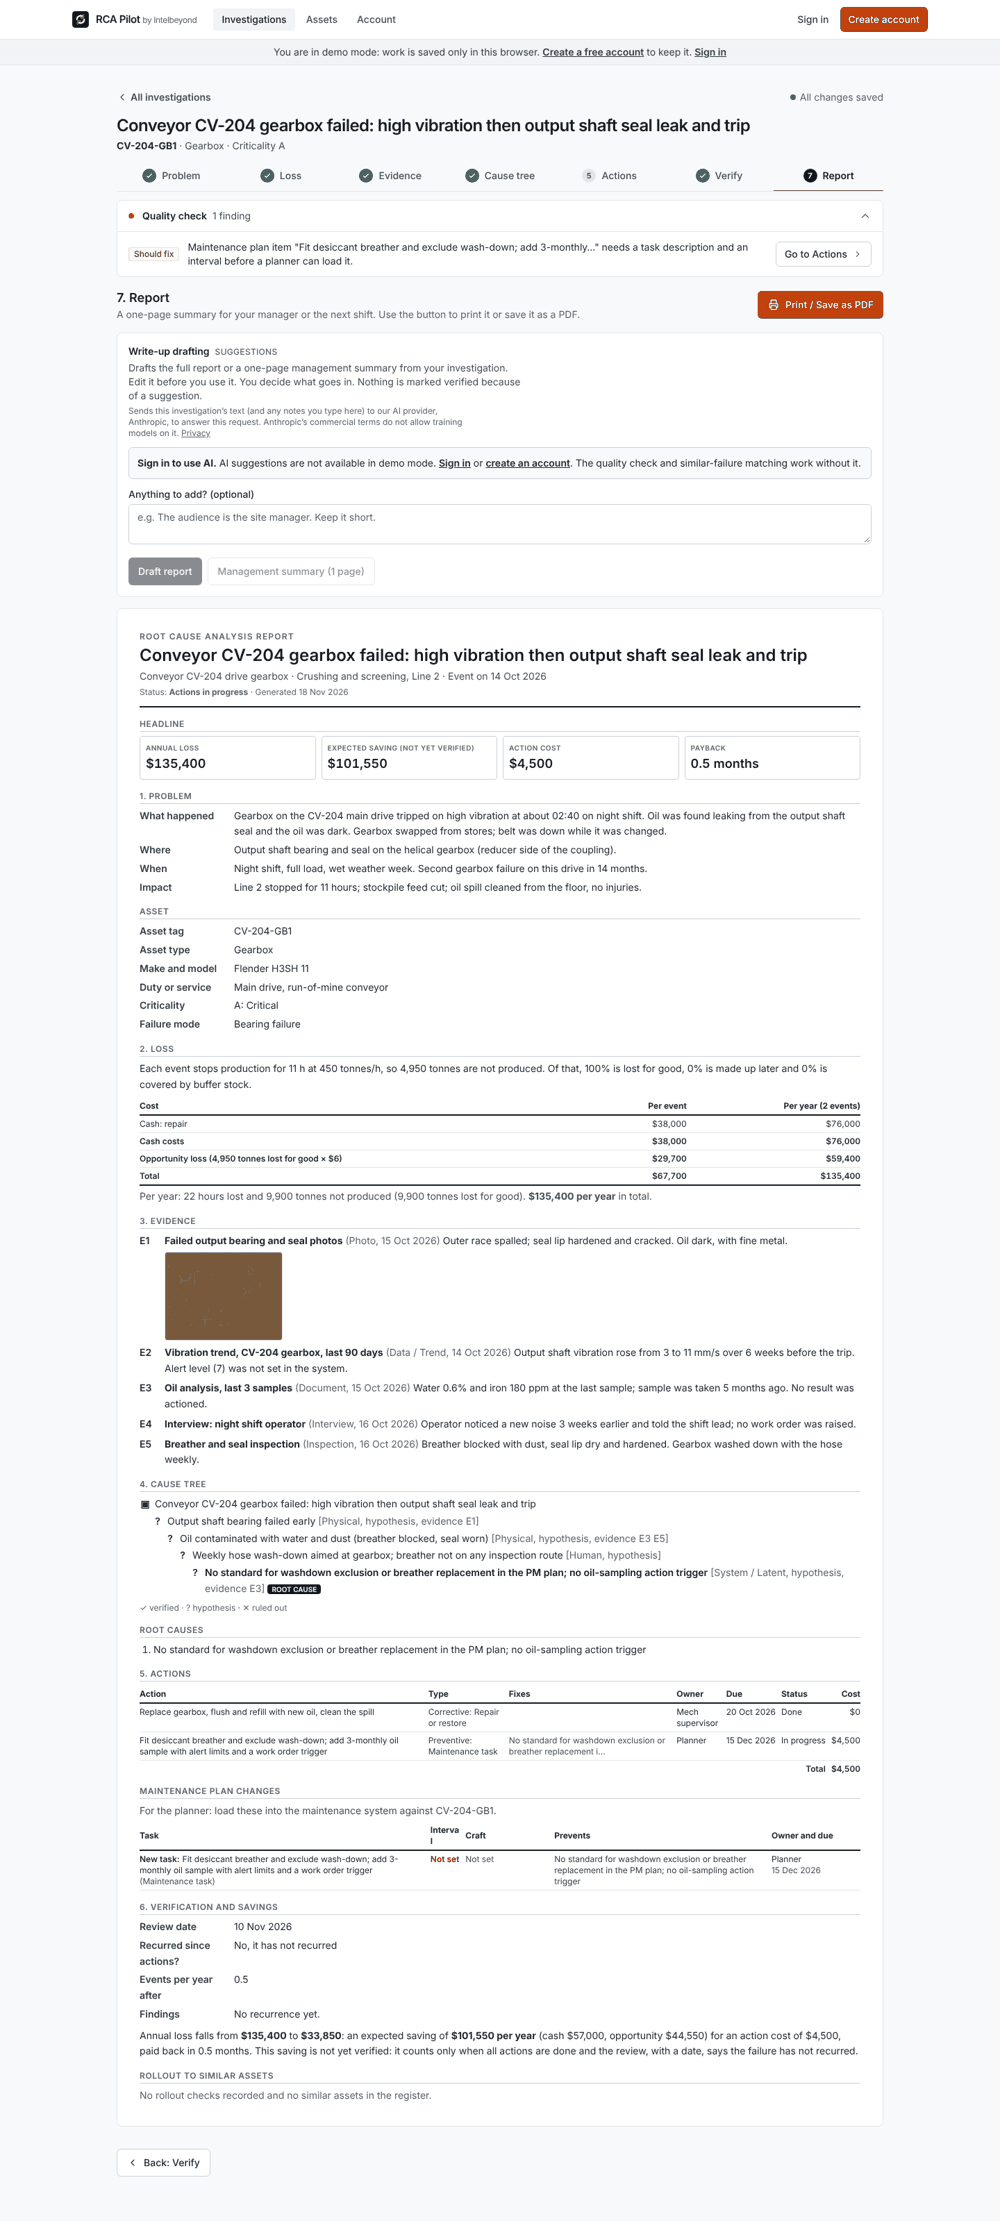 RCA Pilot by Intelbeyond
Investigations
Assets
Account
Sign in
Create account
You are in demo mode: work is saved only in this browser. Create a free account to keep it. Sign in
All investigations
All changes saved
Conveyor CV-204 gearbox failed: high vibration then output shaft seal leak and trip
CV-204-GB1 · Gearbox · Criticality A
Problem
Loss
Evidence
Cause tree
5 Actions
Verify
7 Report
Quality check 1 finding
Should fix
Maintenance plan item "Fit desiccant breather and exclude wash-down; add 3-monthly..." needs a task description and an
interval before a planner can load it.
Go to Actions
7. Report
A one-page summary for your manager or the next shift. Use the button to print it or save it as a PDF.
Print / Save as PDF
Write-up drafting SUGGESTIONS
Drafts the full report or a one-page management summary from your investigation.
Edit it before you use it. You decide what goes in. Nothing is marked verified because
of a suggestion.
Sends this investigation's text (and any notes you type here) to our AI provider,
Anthropic, to answer this request. Anthropic's commercial terms do not allow training
models on it. Privacy
Sign in to use AI. AI suggestions are not available in demo mode. Sign in or create an account. The quality check and similar-failure matching work without it.
Anything to add? (optional)
e.g. The audience is the site manager. Keep it short.
Draft report
Management summary (1 page)
ROOT CAUSE ANALYSIS REPORT
Conveyor CV-204 gearbox failed: high vibration then output shaft seal leak and trip
Conveyor CV-204 drive gearbox · Crushing and screening, Line 2 · Event on 14 Oct 2026
Status: Actions in progress · Generated 18 Nov 2026
HEADLINE
ANNUAL LOSS
$135,400
EXPECTED SAVING (NOT YET VERIFIED)
$101,550
ACTION COST
$4,500
PAYBACK
0.5 months
1. PROBLEM
What happened Gearbox on the CV-204 main drive tripped on high vibration at about 02:40 on night shift. Oil was found leaking from the output shaft
seal and the oil was dark. Gearbox swapped from stores; belt was down while it was changed.
Where Output shaft bearing and seal on the helical gearbox (reducer side of the coupling).
When Night shift, full load, wet weather week. Second gearbox failure on this drive in 14 months.
Impact Line 2 stopped for 11 hours; stockpile feed cut; oil spill cleaned from the floor, no injuries.
ASSET
Asset tag CV-204-GB1
Asset type Gearbox
Make and model Flender H3SH 11
Duty or service Main drive, run-of-mine conveyor
Criticality A: Critical
Failure mode Bearing failure
2. LOSS
Each event stops production for 11 h at 450 tonnes/h, so 4,950 tonnes are not produced. Of that, 100% is lost for good, 0% is made up later and 0% is
covered by buffer stock.
Cost Per event Per year (2 events)
Cash: repair $38,000 $76,000
Cash costs $38,000 $76,000
Opportunity loss (4,950 tonnes lost for good × $6) $29,700 $59,400
Total $67,700 $135,400
Per year: 22 hours lost and 9,900 tonnes not produced (9,900 tonnes lost for good). $135,400 per year in total.
3. EVIDENCE
E1 Failed output bearing and seal photos (Photo, 15 Oct 2026) Outer race spalled; seal lip hardened and cracked. Oil dark, with fine metal.
E2 Vibration trend, CV-204 gearbox, last 90 days (Data / Trend, 14 Oct 2026) Output shaft vibration rose from 3 to 11 mm/s over 6 weeks before the trip.
Alert level (7) was not set in the system.
E3 Oil analysis, last 3 samples (Document, 15 Oct 2026) Water 0.6% and iron 180 ppm at the last sample; sample was taken 5 months ago. No result was
actioned.
E4 Interview: night shift operator (Interview, 16 Oct 2026) Operator noticed a new noise 3 weeks earlier and told the shift lead; no work order was raised.
E5 Breather and seal inspection (Inspection, 16 Oct 2026) Breather blocked with dust, seal lip dry and hardened. Gearbox washed down with the hose
weekly.
4. CAUSE TREE
▣ Conveyor CV-204 gearbox failed: high vibration then output shaft seal leak and trip
? Output shaft bearing failed early [Physical, hypothesis, evidence E1]
? Oil contaminated with water and dust (breather blocked, seal worn) [Physical, hypothesis, evidence E3 E5]
? Weekly hose wash-down aimed at gearbox; breather not on any inspection route [Human, hypothesis]
? No standard for washdown exclusion or breather replacement in the PM plan; no oil-sampling action trigger [System / Latent, hypothesis,
evidence E3] ROOT CAUSE
✓ verified · ? hypothesis · ✕ ruled out
ROOT CAUSES
1. No standard for washdown exclusion or breather replacement in the PM plan; no oil-sampling action trigger
5. ACTIONS
Action Type Fixes Owner Due Status Cost
Replace gearbox, flush and refill with new oil, clean the spill Corrective: Repair Mech 20 Oct 2026 Done $0
or restore supervisor
Fit desiccant breather and exclude wash-down; add 3-monthly oil Preventive: No standard for washdown exclusion or Planner 15 Dec 2026 In progress $4,500
sample with alert limits and a work order trigger Maintenance task breather replacement i...
Total $4,500
MAINTENANCE PLAN CHANGES
For the planner: load these into the maintenance system against CV-204-GB1.
Interva
Task l Craft Prevents Owner and due
New task: Fit desiccant breather and exclude wash-down; add 3- Not set Not set No standard for washdown exclusion or breather Planner
monthly oil sample with alert limits and a work order trigger replacement in the PM plan; no oil-sampling action 15 Dec 2026
(Maintenance task) trigger
6. VERIFICATION AND SAVINGS
Review date 10 Nov 2026
Recurred since No, it has not recurred
actions?
Events per year 0.5
after
Findings No recurrence yet.
Annual loss falls from $135,400 to $33,850: an expected saving of $101,550 per year (cash $57,000, opportunity $44,550) for an action cost of $4,500,
paid back in 0.5 months. This saving is not yet verified: it counts only when all actions are done and the review, with a date, says the failure has not recurred.
ROLLOUT TO SIMILAR ASSETS
No rollout checks recorded and no similar assets in the register.
Back: Verify